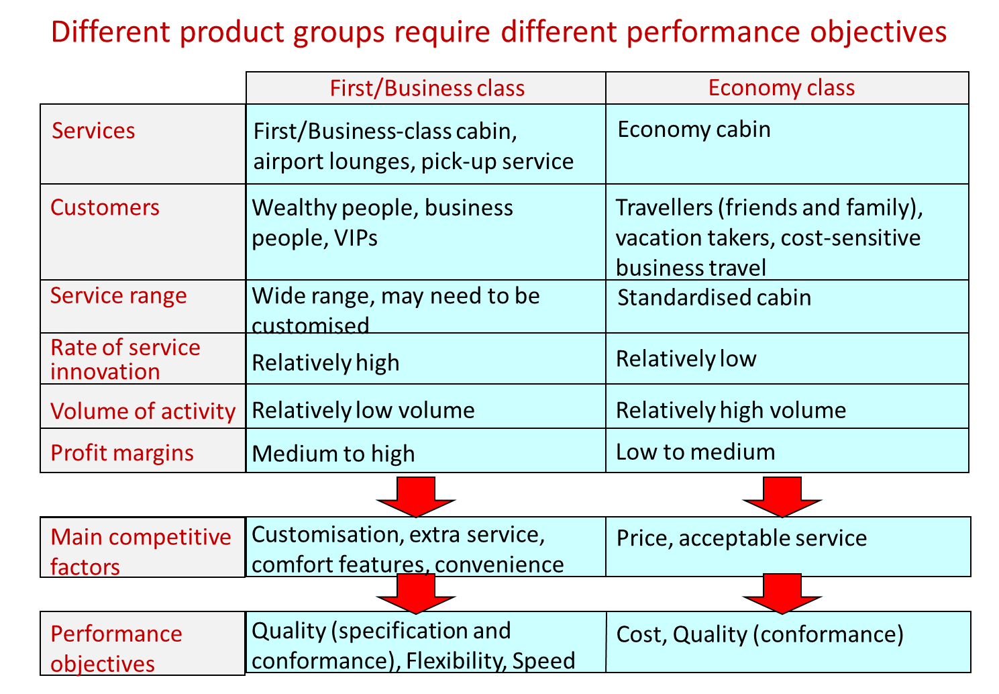 Different product groups require different performance objectives
First/Business class
Economy class
Services
First/Business-class cabin,
airport lounges, pick-up service
Economy cabin
Customers
Wealthy people, business
people, VIPs
Travellers (friends and family),
vacation takers, cost-sensitive
business travel
Service range
Wide range, may need to be
customised
Standardised cabin
Rate of service
innovation
Relatively high
Relatively low
Volume of activity
Relatively low volume
Relatively high volume
Profit margins
Medium to high
Low to medium
Main competitive
factors
Customisation, extra service,
comfort features, convenience
Price, acceptable service
Performance
objectives
Quality (specification and
conformance), Flexibility, Speed
Cost, Quality (conformance)